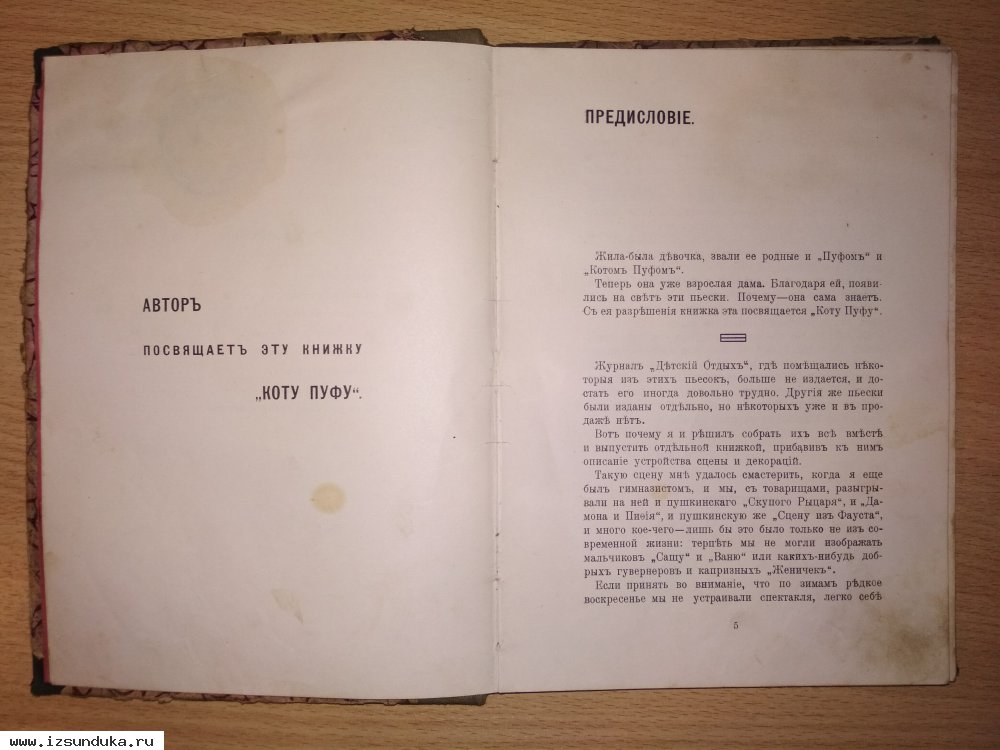 АВТОРЪ
ПОСВЯЩАЕТЪ ЭТУ КНИЖКУ
„КОТУ ПУФУ“.
ПРЕДИСЛОВІЕ.
Жила-была дѣвочка, звали ее родные и „Пуфомъ“ и
„Котомъ Пуфомъ“.
Теперь она уже взрослая дама. Благодаря ей, появи-
лись на свѣтъ эти пьески. Почему—она сама знаетъ.
Съ ея разрѣшенія книжка эта посвящается „Коту Пуфу“.
Журналъ „Дѣтскій Отдыхъ“, гдѣ помѣщались нѣко-
торыя изъ этихъ пьесокъ, больше не издается, и до-
стать его иногда довольно трудно. Другія же пьески
были изданы отдѣльно, но нѣкоторыхъ уже и въ про-
дажѣ нѣтъ.
Вотъ почему я и рѣшилъ собрать ихъ всѣ вмѣстѣ
и выпустить отдѣльной книжкой, прибавивъ къ нимъ
описаніе устройства сцены и декорацій.
Такую сцену мнѣ удалось смастерить, когда я еще
былъ гимназистомъ, и мы, съ товарищами, разыгры-
вали на ней и пушкинскаго „Скупого Рыцаря“, и „Да-
мона и Пиѳія“, и пушкинскую же „Сцену изъ Фауста“,
и много кое-чего—лишь бы это было только не изъ со-
временной жизни: терпѣть мы не могли изображать
мальчиковъ „Сашу“ и „Ваню“ или какихъ-нибудь доб-
рыхъ гувернеровъ и капризныхъ „Женичекъ“.
Если принять во вниманіе, что по зимамъ рѣдкое
воскресенье мы не устраивали спектакля, легко себѣ
5
www.izsunduka.ru